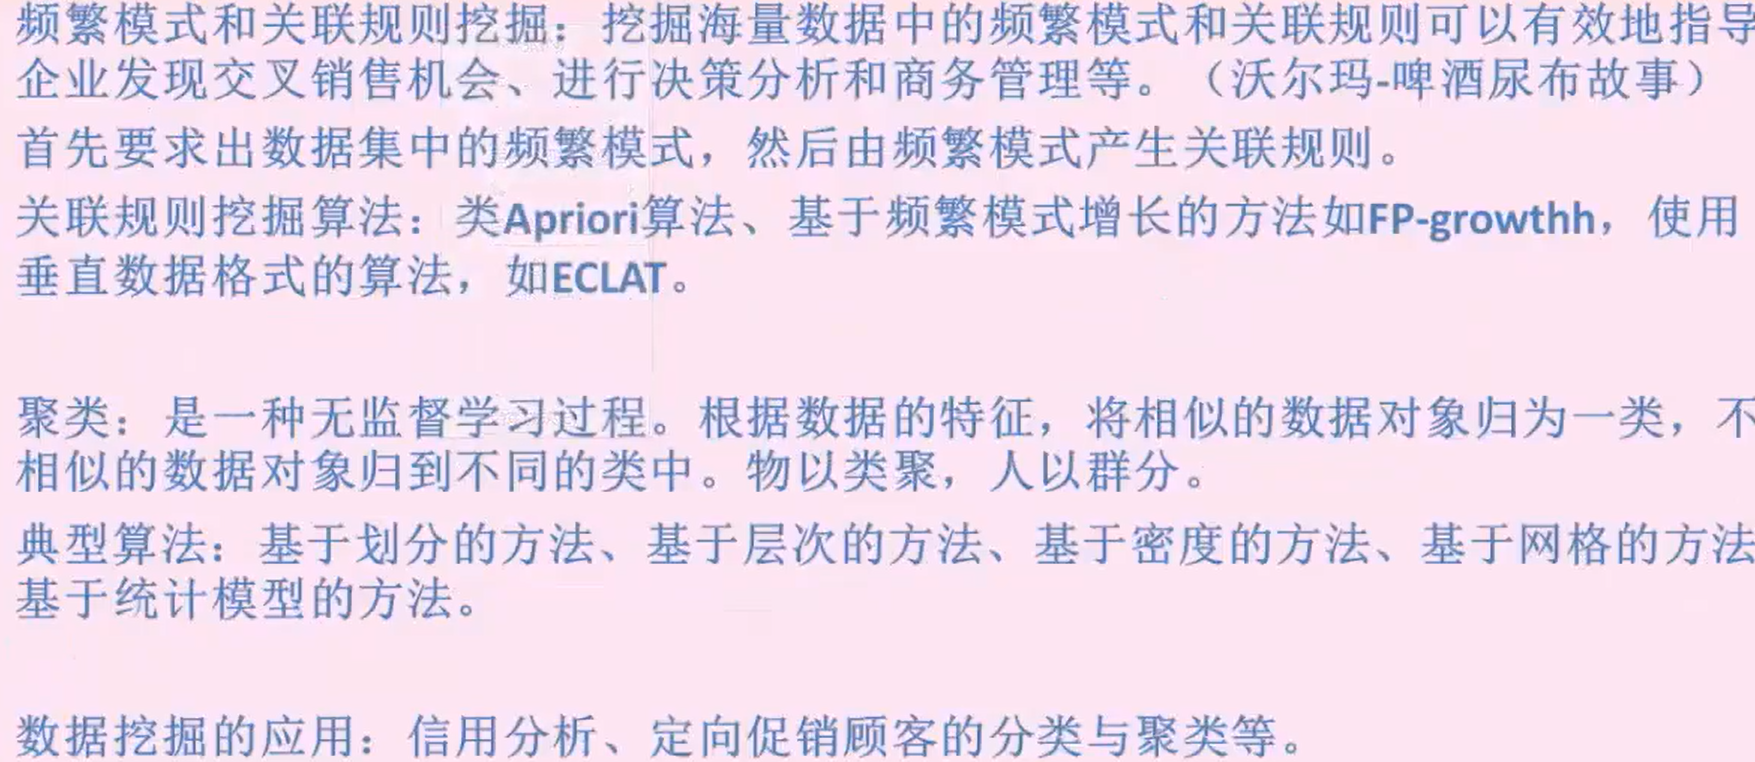 频繁模式和关联规则挖掘：挖掘海量数据中的频繁模式和关联规则可以有效地指导
企业发现交叉销售机会、进行决策分析和商务管理等。（沃尔玛-啤酒尿布故事）
首先要求出数据集中的频繁模式，然后由频繁模式产生关联规则。
关联规则挖掘算法：类Apriori算法、基于频繁模式增长的方法如FP-growthh，使用
垂直数据格式的算法，如ECLAT。
聚类：是一种无监督学习过程。根据数据的特征，将相似的数据对象归为一类，不
相似的数据对象归到不同的类中。物以类聚，人以群分。
典型算法：基于划分的方法、基于层次的方法、基于密度的方法、基于网格的方法
基于统计模型的方法。
数据挖掘的应用：信用分析、定向促销顾客的分类与聚类等。